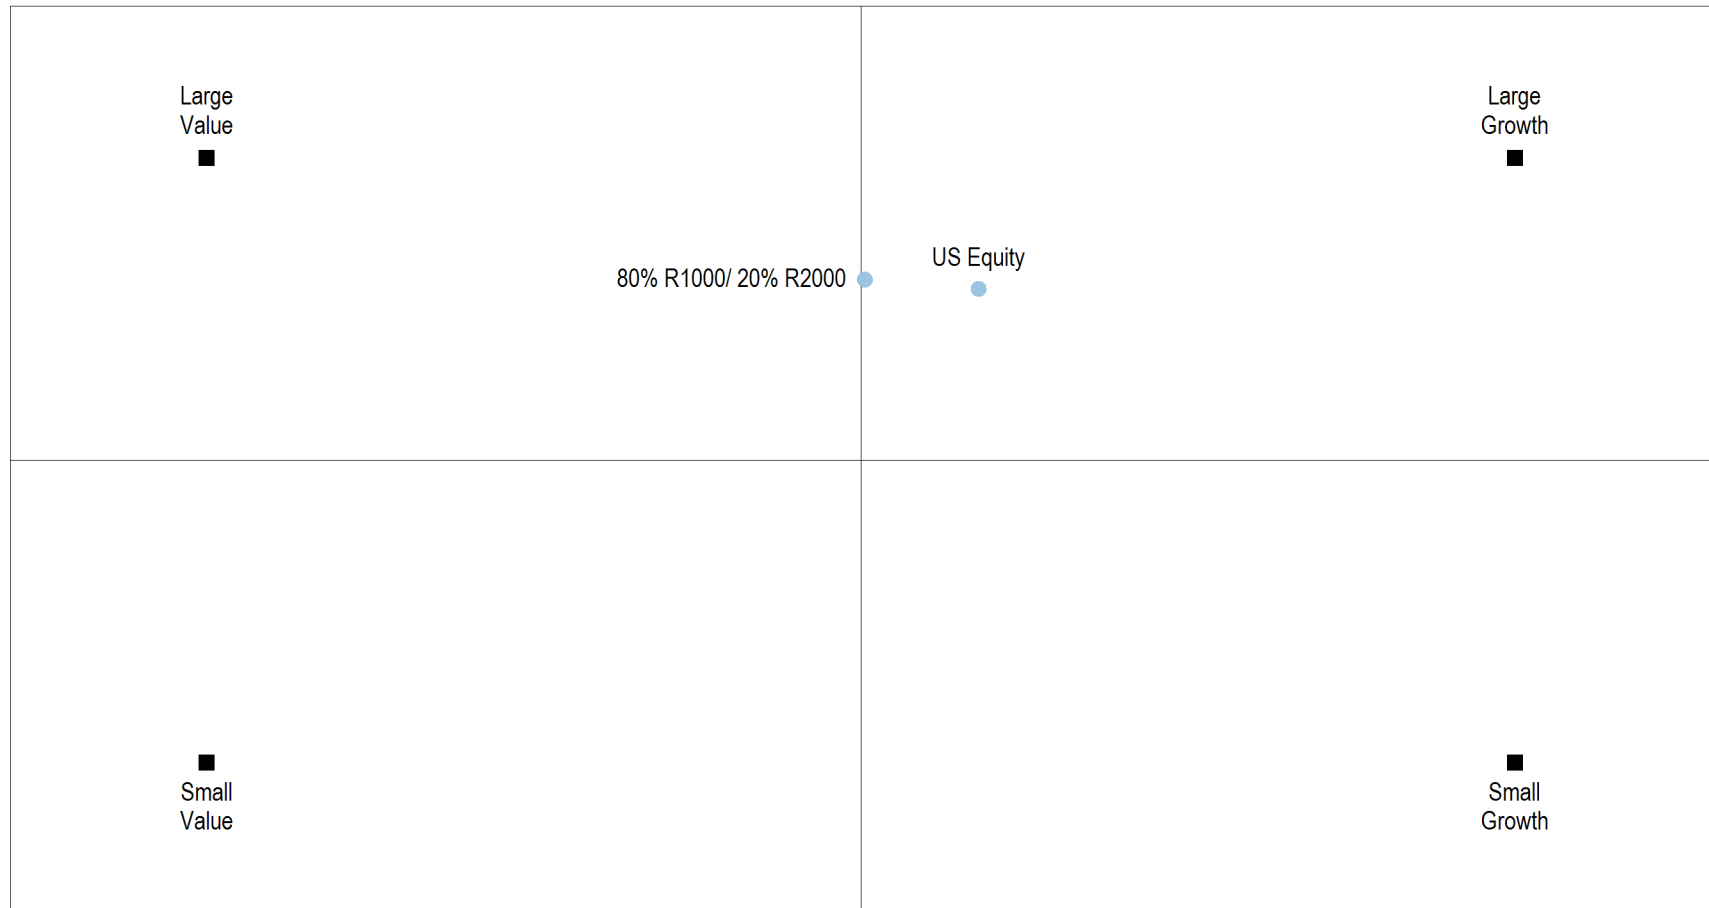 Large
Value
Large
Growth
US Equity
80% R1000/ 20% R2000
Small
Value
Small
Growth